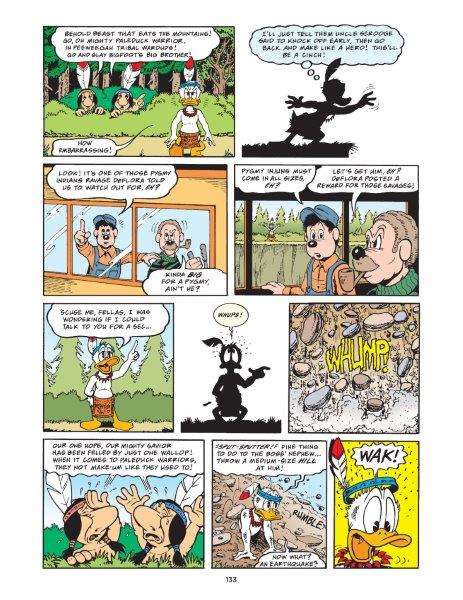 BEHOLD BEAST THAT EATS THE MOUNTAINS!
GO, OH MIGHTY PALEDUCK WARRIOR,
IN PEEWEEGAH TRIBAL WARDUDS!
GO AND SLAY BIGFOOT'S BIG BROTHER!
HOW
EMBARRASSING!
I'LL JUST TELL THEM UNCLE SCROOGE
SAID TO KNOCK OFF EARLY, THEN GO
BACK AND MAKE LIKE A HERO! THIS'LL
BE A CINCH!
LOOK! IT'S ONE OF THOSE PYGMY
INDIANS RAVAGE DEFLORA TOLD
US TO WATCH OUT FOR, EH?
KINDA BIG
FOR A PYGMY,
AIN'T HE?
PYGMY INJUNS MUST
COME IN ALL SIZES,
EH?
LET'S GET HIM, EH?
DEFLORA POSTED A
REWARD FOR THOSE SAVAGES!
'SCUSE ME, FELLAS, I WAS
WONDERING IF I COULD
TALK TO YOU FOR A SEC...
WHUPS!
WHUMP!
OUR ONE HOPE, OUR MIGHTY SAVIOR
HAS BEEN FELLED BY JUST ONE WALLOP!
WHEN IT COMES TO PALEDUCK WARRIORS,
THEY NOT MAKE-UM LIKE THEY USED TO!
'SPUT-SPUTTER!' FINE THING
TO DO TO THE BOSS' NEPHEW...
THROW A MEDIUM-SIZE HILL
AT HIM!
RUMBLE
NOW WHAT?
AN EARTHQUAKE?
WAK!
133